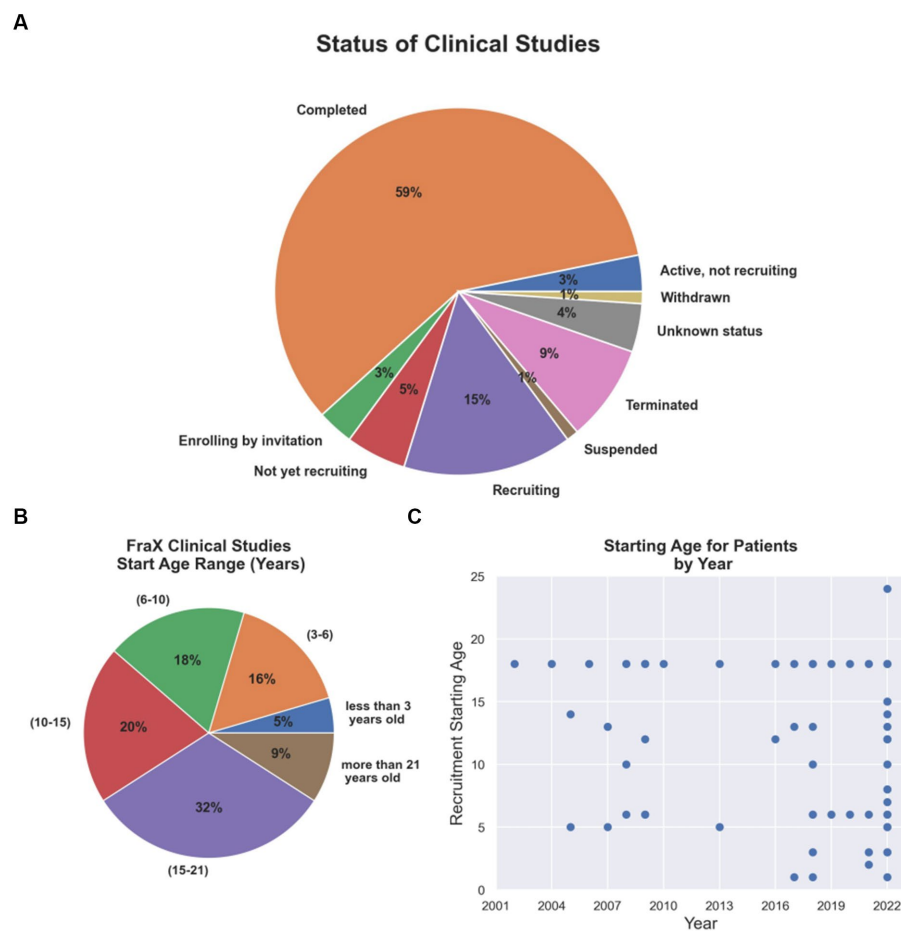 A
Status of Clinical Studies
Completed
59%
Active, not recruiting
3%
Withdrawn
1%
Unknown status
4%
Terminated
9%
Suspended
1%
Recruiting
15%
Not yet recruiting
5%
Enrolling by invitation
3%
B
FraX Clinical Studies
Start Age Range (Years)
(6-10)
18%
(3-6)
16%
less than 3
years old
5%
more than 21
years old
9%
(10-15)
20%
32%
(15-21)
C
Starting Age for Patients
by Year
Recruitment Starting Age
25
20
15
10
5
0
2001 2004 2007 2010 2013 2016 2019 2022
Year